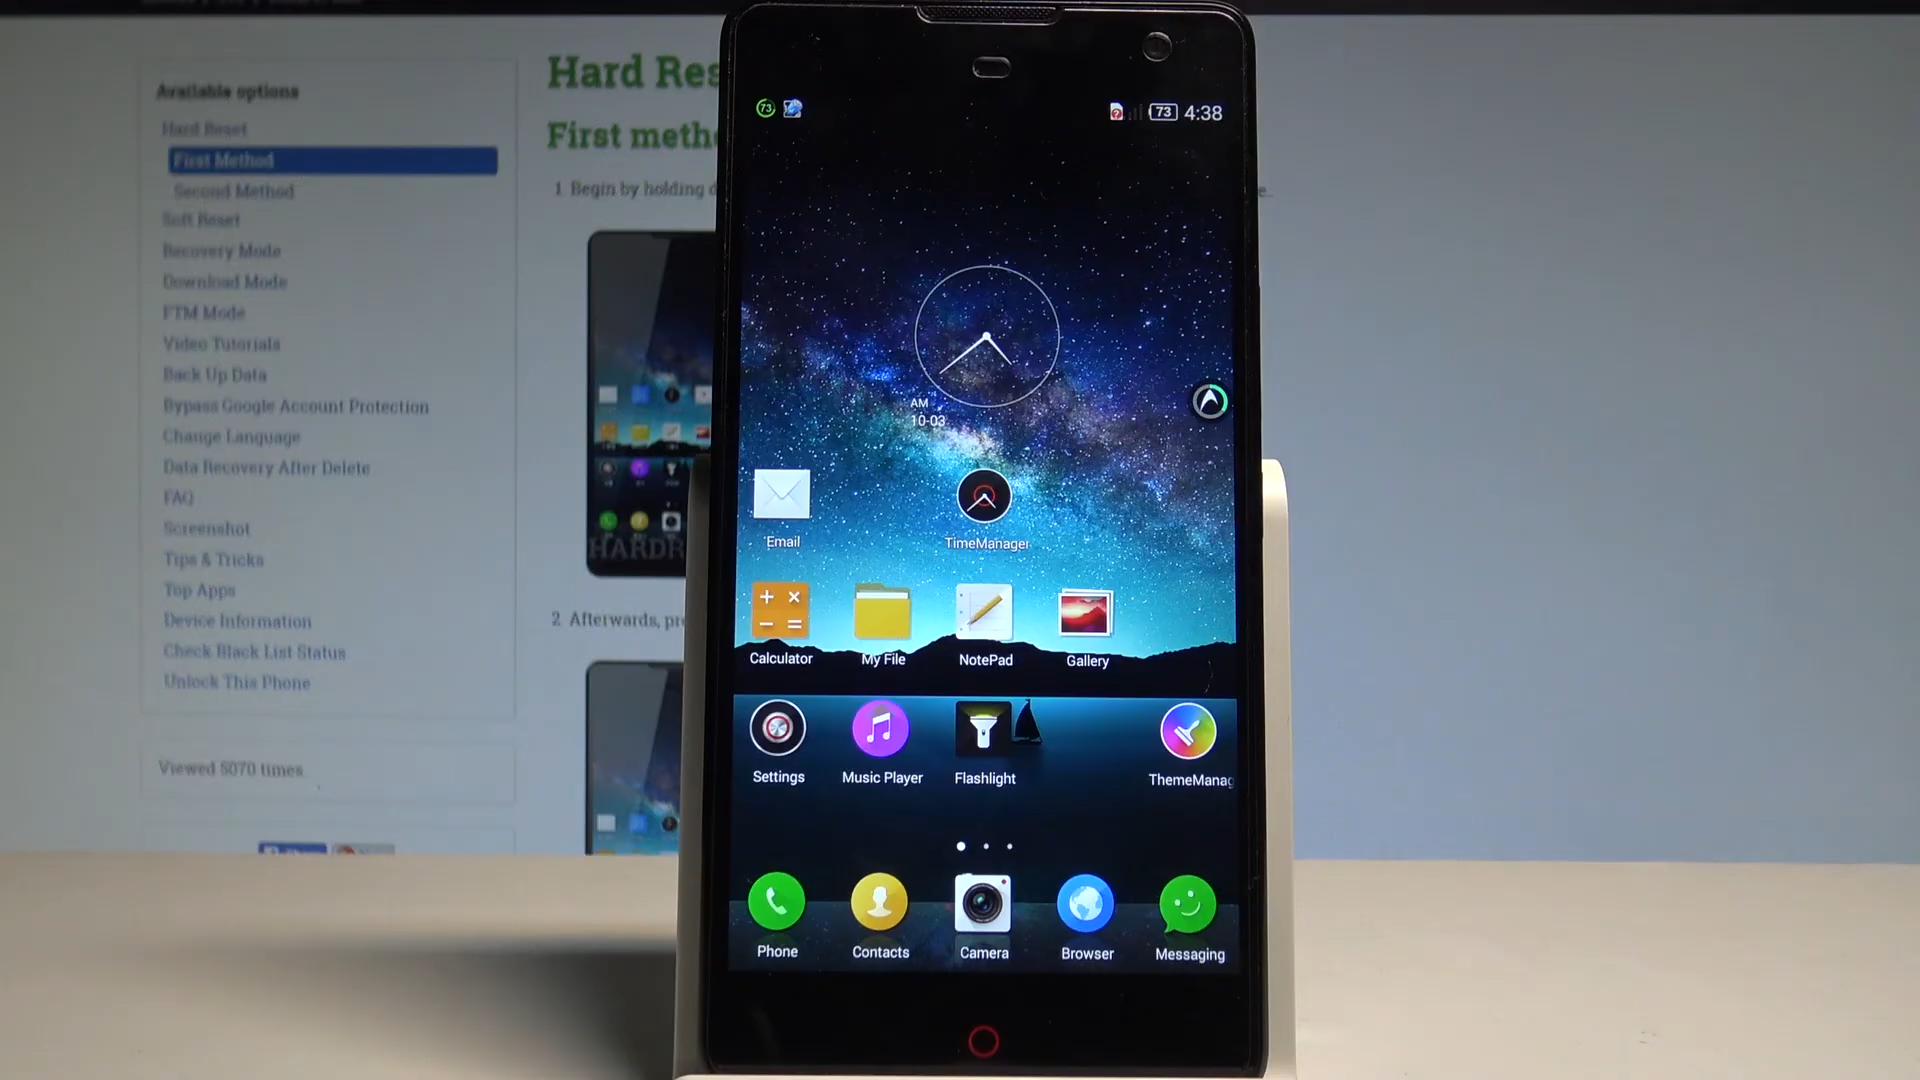 Available options
Hard Reset
First Method
Second Method
Soft Reset
Recovery Mode
Download Mode
FTM Mode
Video Tutorials
Back Up Data
Bypass Google Account Protection
Change Language
Data Recovery After Delete
FAQ
Screenshot
Tips & Tricks
Top Apps
Device Information
Check Black List Status
Unlock This Phone
Viewed 5070 times
Hard Res
First meth
1 Begin by holding d
e.
HARDR
2 Afterwards, pr
73
73 4:38
AM
10-03
Email
TimeManager
Calculator
My File
NotePad
Gallery
Settings
Music Player
Flashlight
ThemeManag
Phone
Contacts
Camera
Browser
Messaging